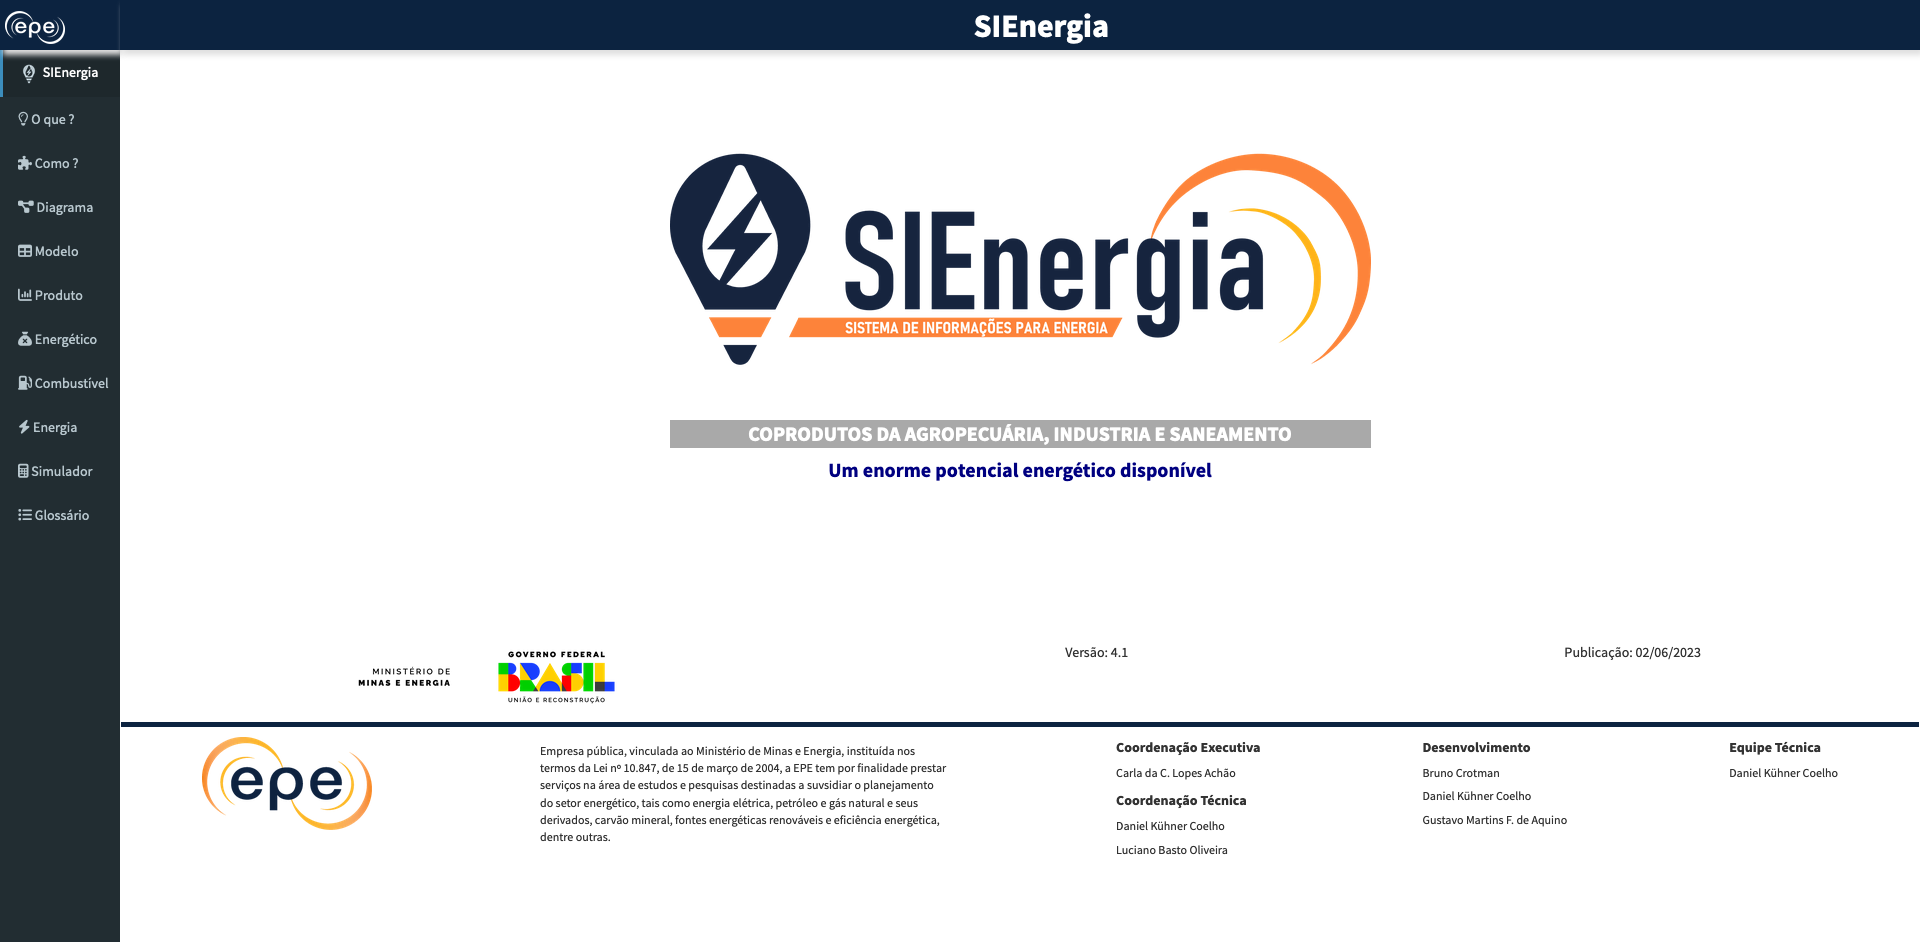 epe
SIEnergia
SIEnergia
O que ?
Como ?
Diagrama
Modelo
Produto
Energético
Combustível
Energia
Simulador
Glossário
SIEnergia
SISTEMA DE INFORMAÇÕES PARA ENERGIA
COPRODUTOS DA AGROPECUÁRIA, INDUSTRIA E SANEAMENTO
Um enorme potencial energético disponível
MINISTÉRIO DE
MINAS E ENERGIA
GOVERNO FEDERAL
BRASIL
UNIÃO E RECONSTRUÇÃO
Versão: 4.1
Publicação: 02/06/2023
epe
Empresa pública, vinculada ao Ministério de Minas e Energia, instituída nos
termos da Lei nº 10.847, de 15 de março de 2004, a EPE tem por finalidade prestar
serviços na área de estudos e pesquisas destinadas a suvsidiar o planejamento
do setor energético, tais como energia elétrica, petróleo e gás natural e seus
derivados, carvão mineral, fontes energéticas renováveis e eficiência energética,
dentre outras.
Coordenação Executiva
Carla da C. Lopes Achão
Coordenação Técnica
Daniel Kühner Coelho
Luciano Basto Oliveira
Desenvolvimento
Bruno Crotman
Daniel Kühner Coelho
Gustavo Martins F. de Aquino
Equipe Técnica
Daniel Kühner Coelho